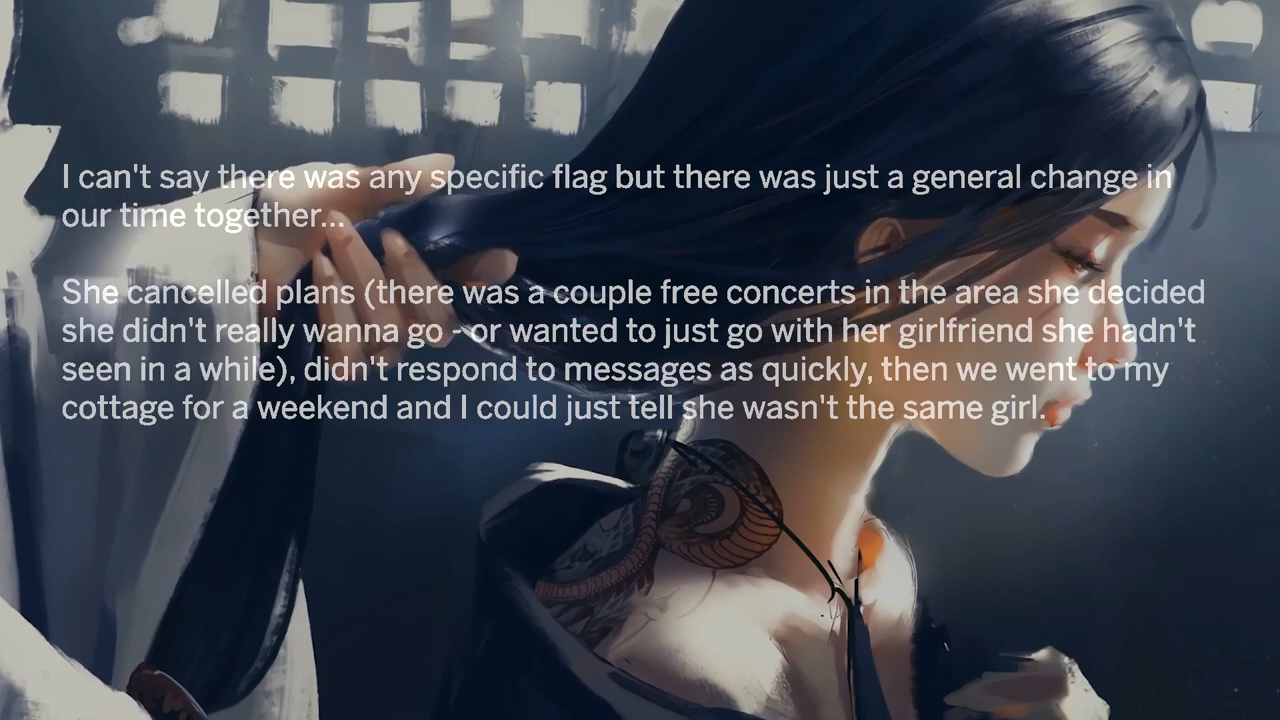 I can't say there was any specific flag but there was just a general change in
our time together...
She cancelled plans (there was a couple free concerts in the area she decided
she didn't really wanna go - or wanted to just go with her girlfriend she hadn't
seen in a while), didn't respond to messages as quickly, then we went to my
cottage for a weekend and I could just tell she wasn't the same girl.